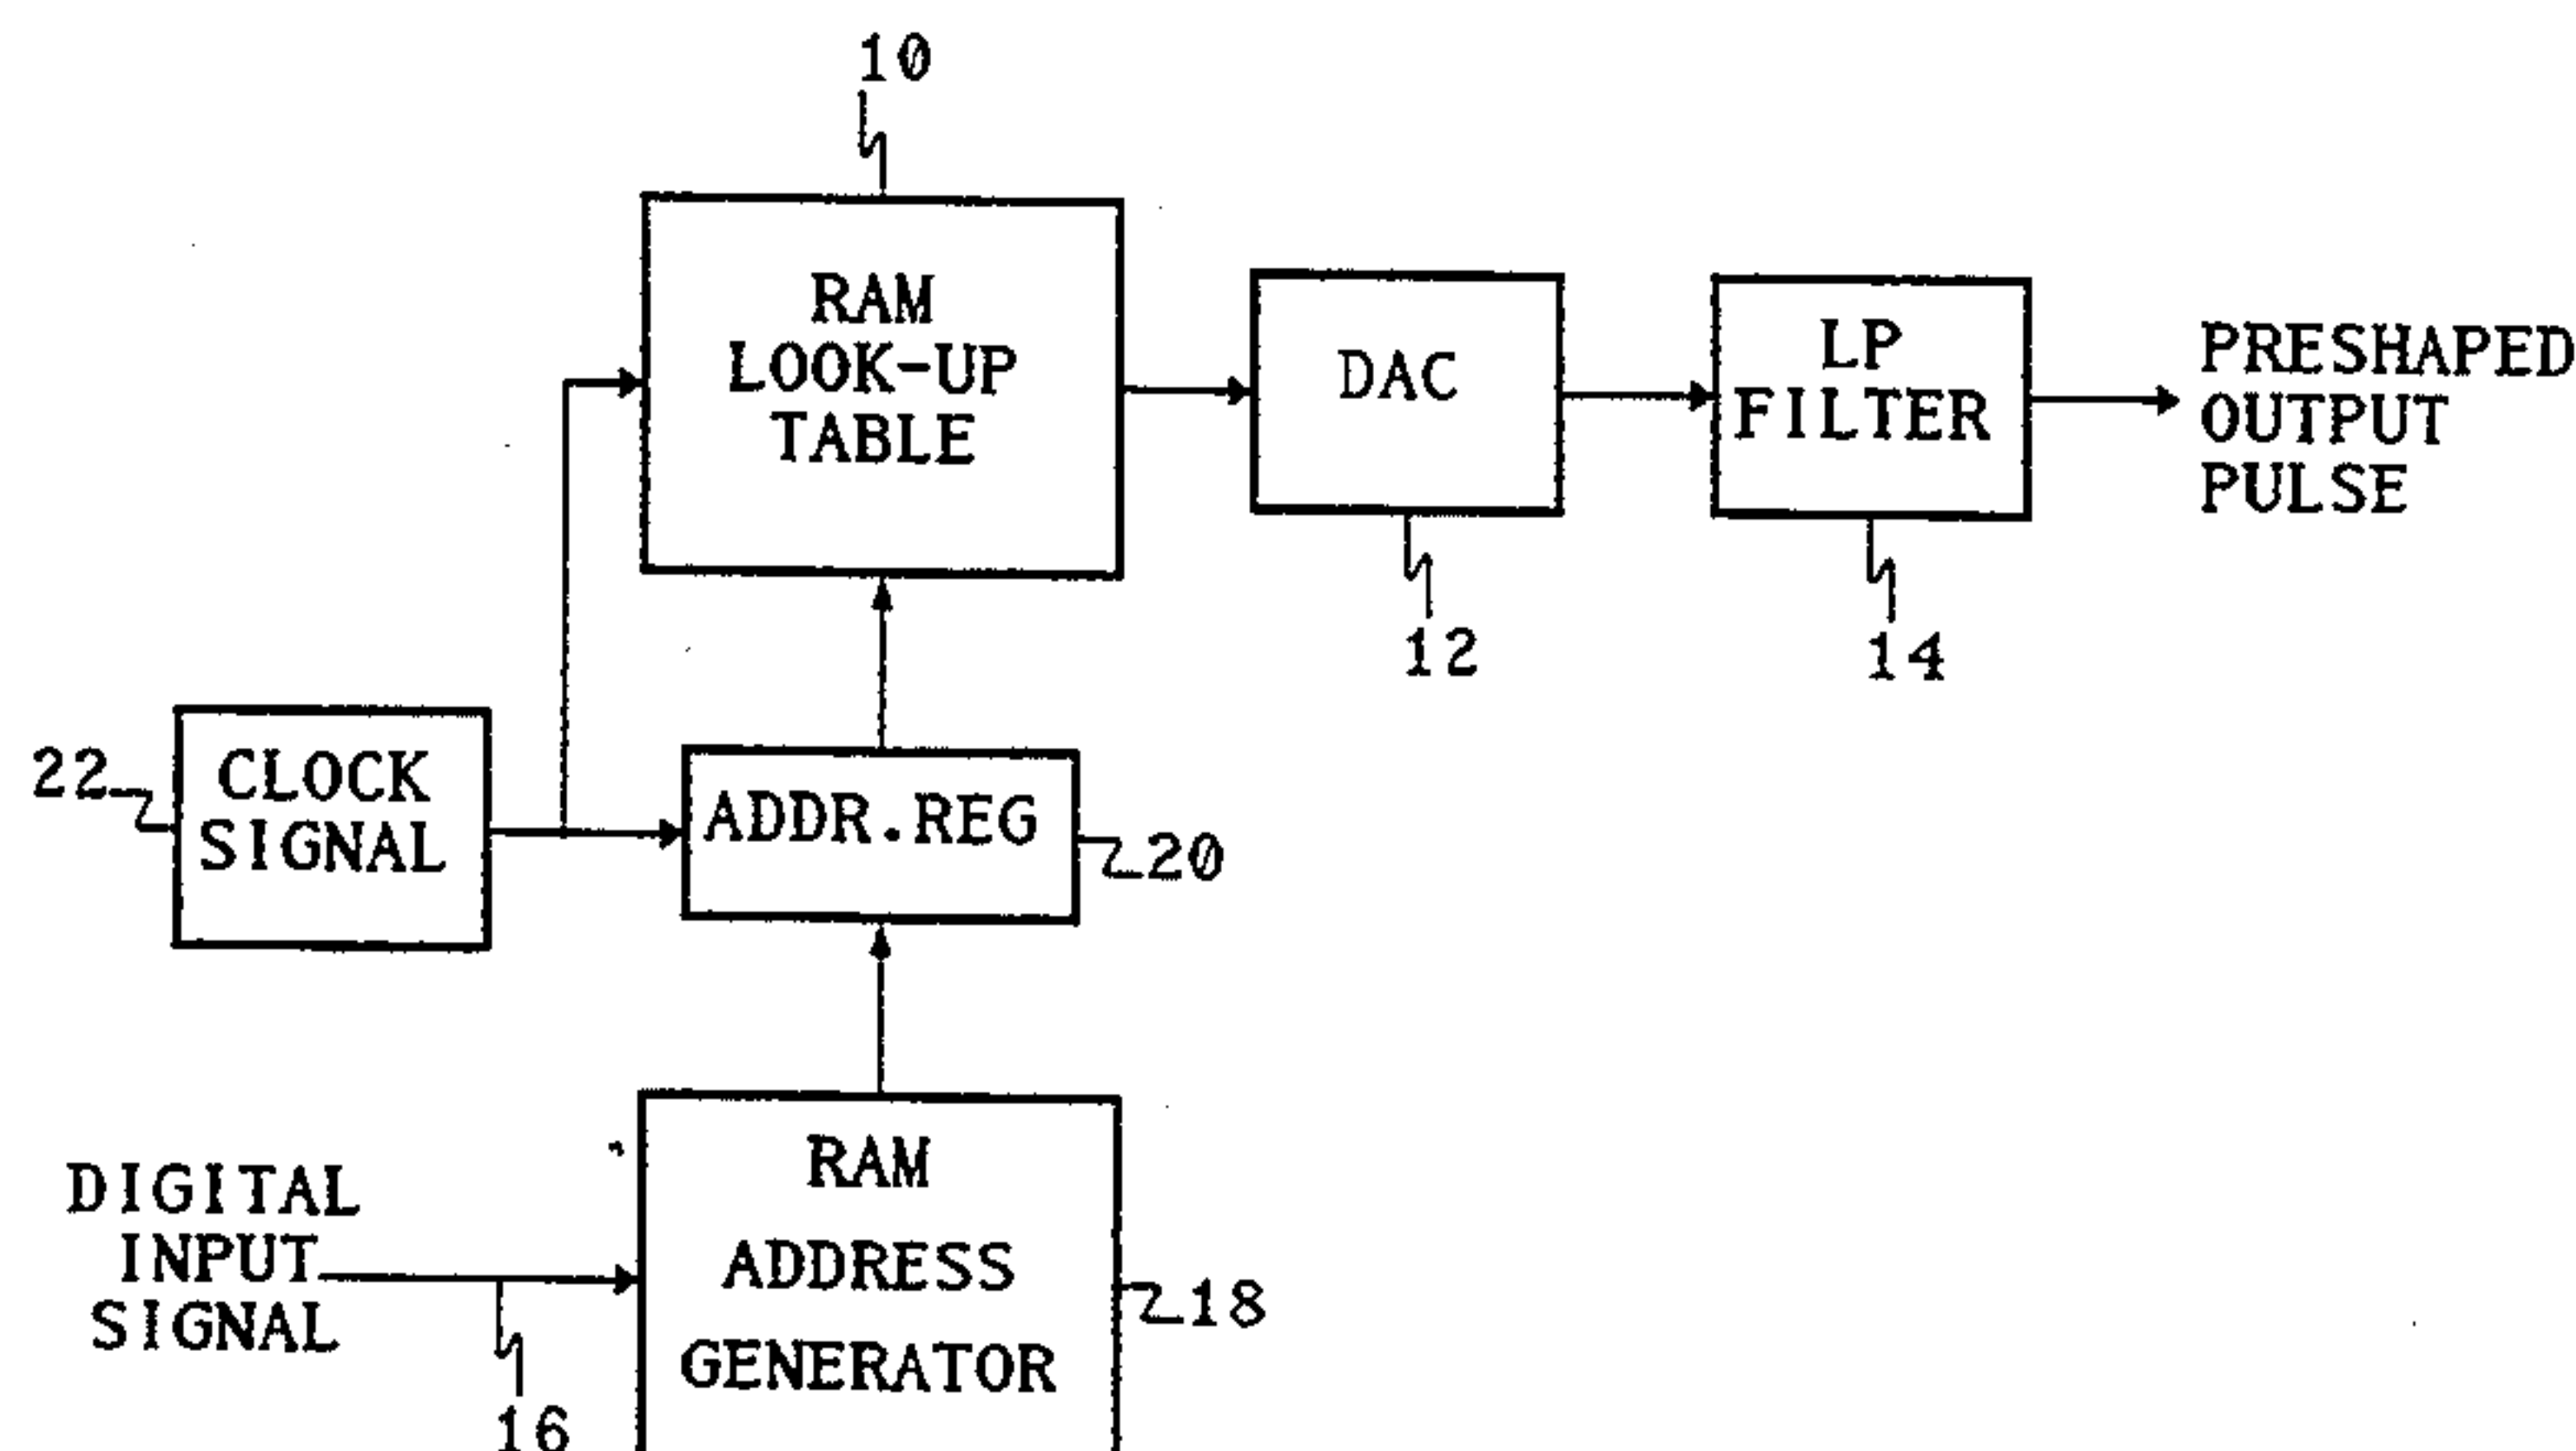 10
RAM
LOOK-UP
TABLE
DAC
LP
FILTER
PRESHAPED
OUTPUT
PULSE
12
14
22
CLOCK
SIGNAL
ADDR.REG
20
DIGITAL
INPUT
SIGNAL
16
RAM
ADDRESS
GENERATOR
18